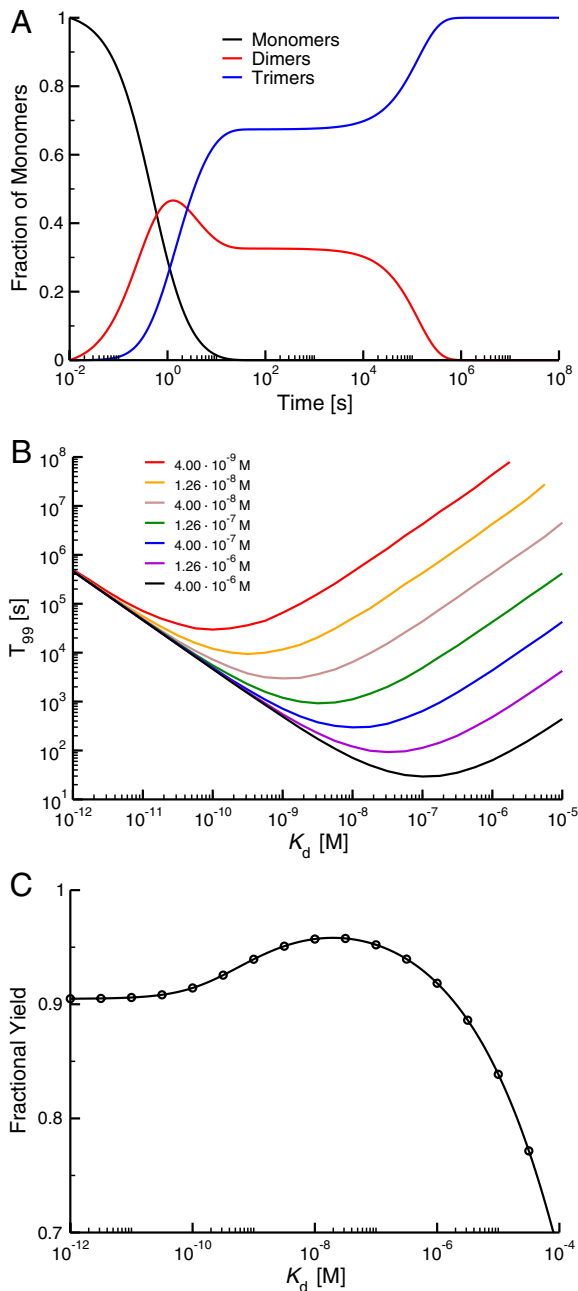 A
Monomers
Dimers
Trimers
Fraction of Monomers
1
0.8
0.6
0.4
0.2
0
10^-2
10^0
10^2
10^4
10^6
10^8
Time [s]
B
4.00 · 10^-9 M
1.26 · 10^-8 M
4.00 · 10^-8 M
1.26 · 10^-7 M
4.00 · 10^-7 M
1.26 · 10^-6 M
4.00 · 10^-6 M
T_99 [s]
10^8
10^7
10^6
10^5
10^4
10^3
10^2
10^1
10^-12
10^-11
10^-10
10^-9
10^-8
10^-7
10^-6
10^-5
K_d [M]
C
Fractional Yield
1
0.9
0.8
0.7
10^-12
10^-10
10^-8
10^-6
10^-4
K_d [M]